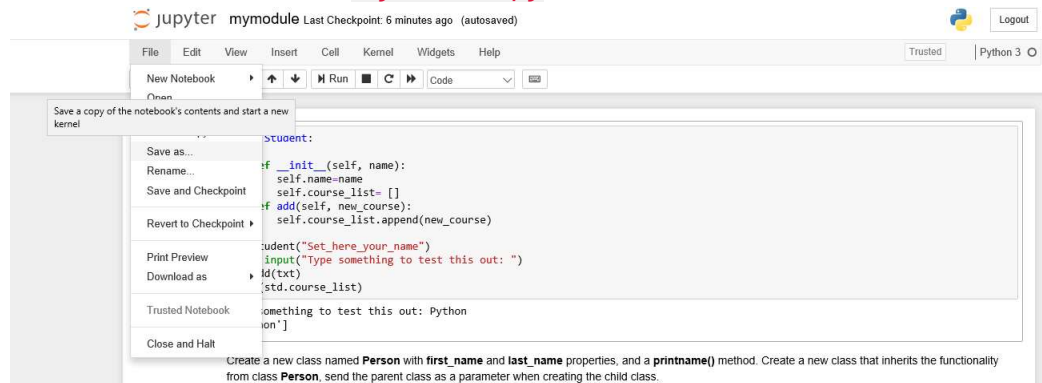 jupyter mymodule Last Checkpoint: 6 minutes ago (autosaved)
Logout
File Edit View Insert Cell Kernel Widgets Help
Trusted
Python 3
New Notebook
Run
Code
Open
Save a copy of the notebook's contents and start a new
kernel
Student:
Save as...
__init__(self, name):
Rename...
self.name=name
Save and Checkpoint
self.course_list= []
add(self, new_course):
Revert to Checkpoint
self.course_list.append(new_course)
("Set_here_your_name")
Print Preview
input("Type something to test this out: ")
Download as
(txt)
(std.course_list)
Trusted Notebook
something to test this out: Python
Close and Halt
Create a new class named Person with first_name and last_name properties, and a printname() method. Create a new class that inherits the functionality
from class Person, send the parent class as a parameter when creating the child class.